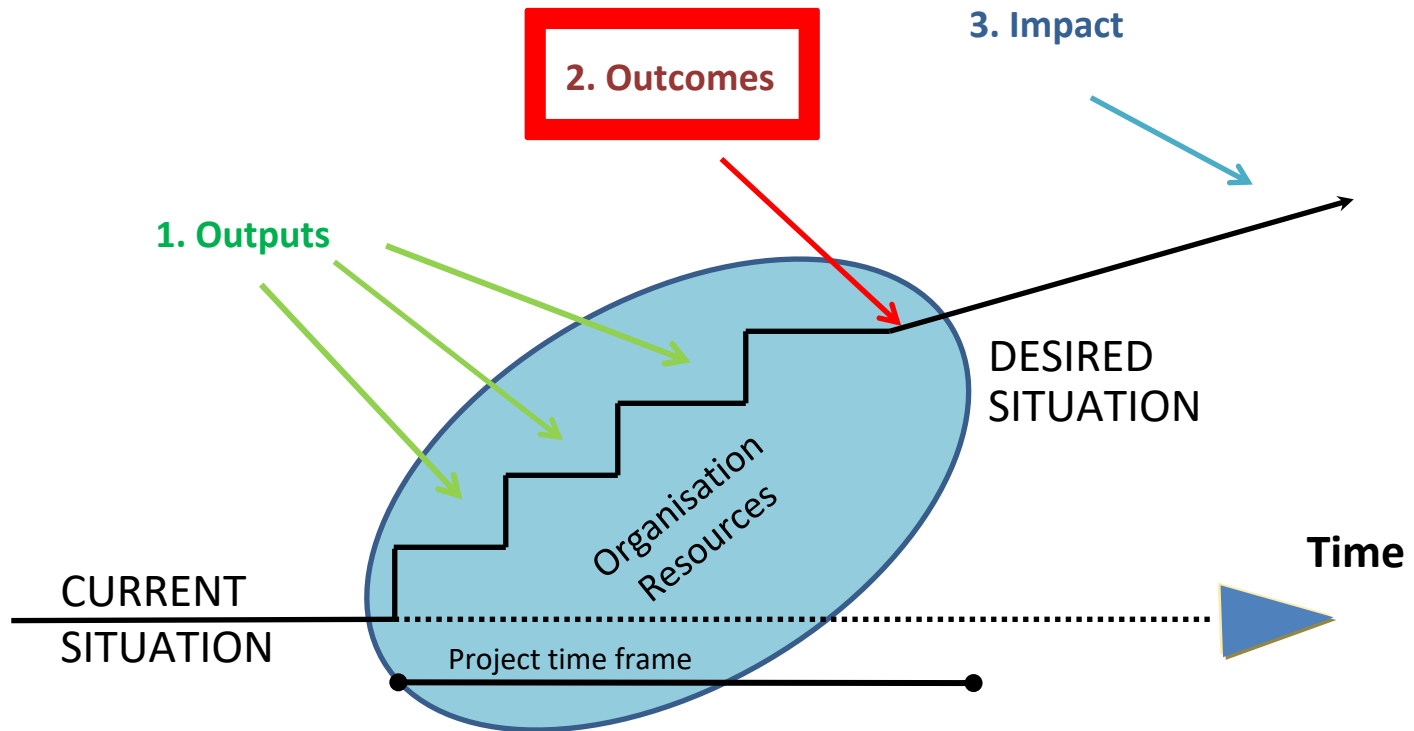 3. Impact
2. Outcomes
1. Outputs
DESIRED
SITUATION
Organisation
Resources
Time
CURRENT
SITUATION
Project time frame